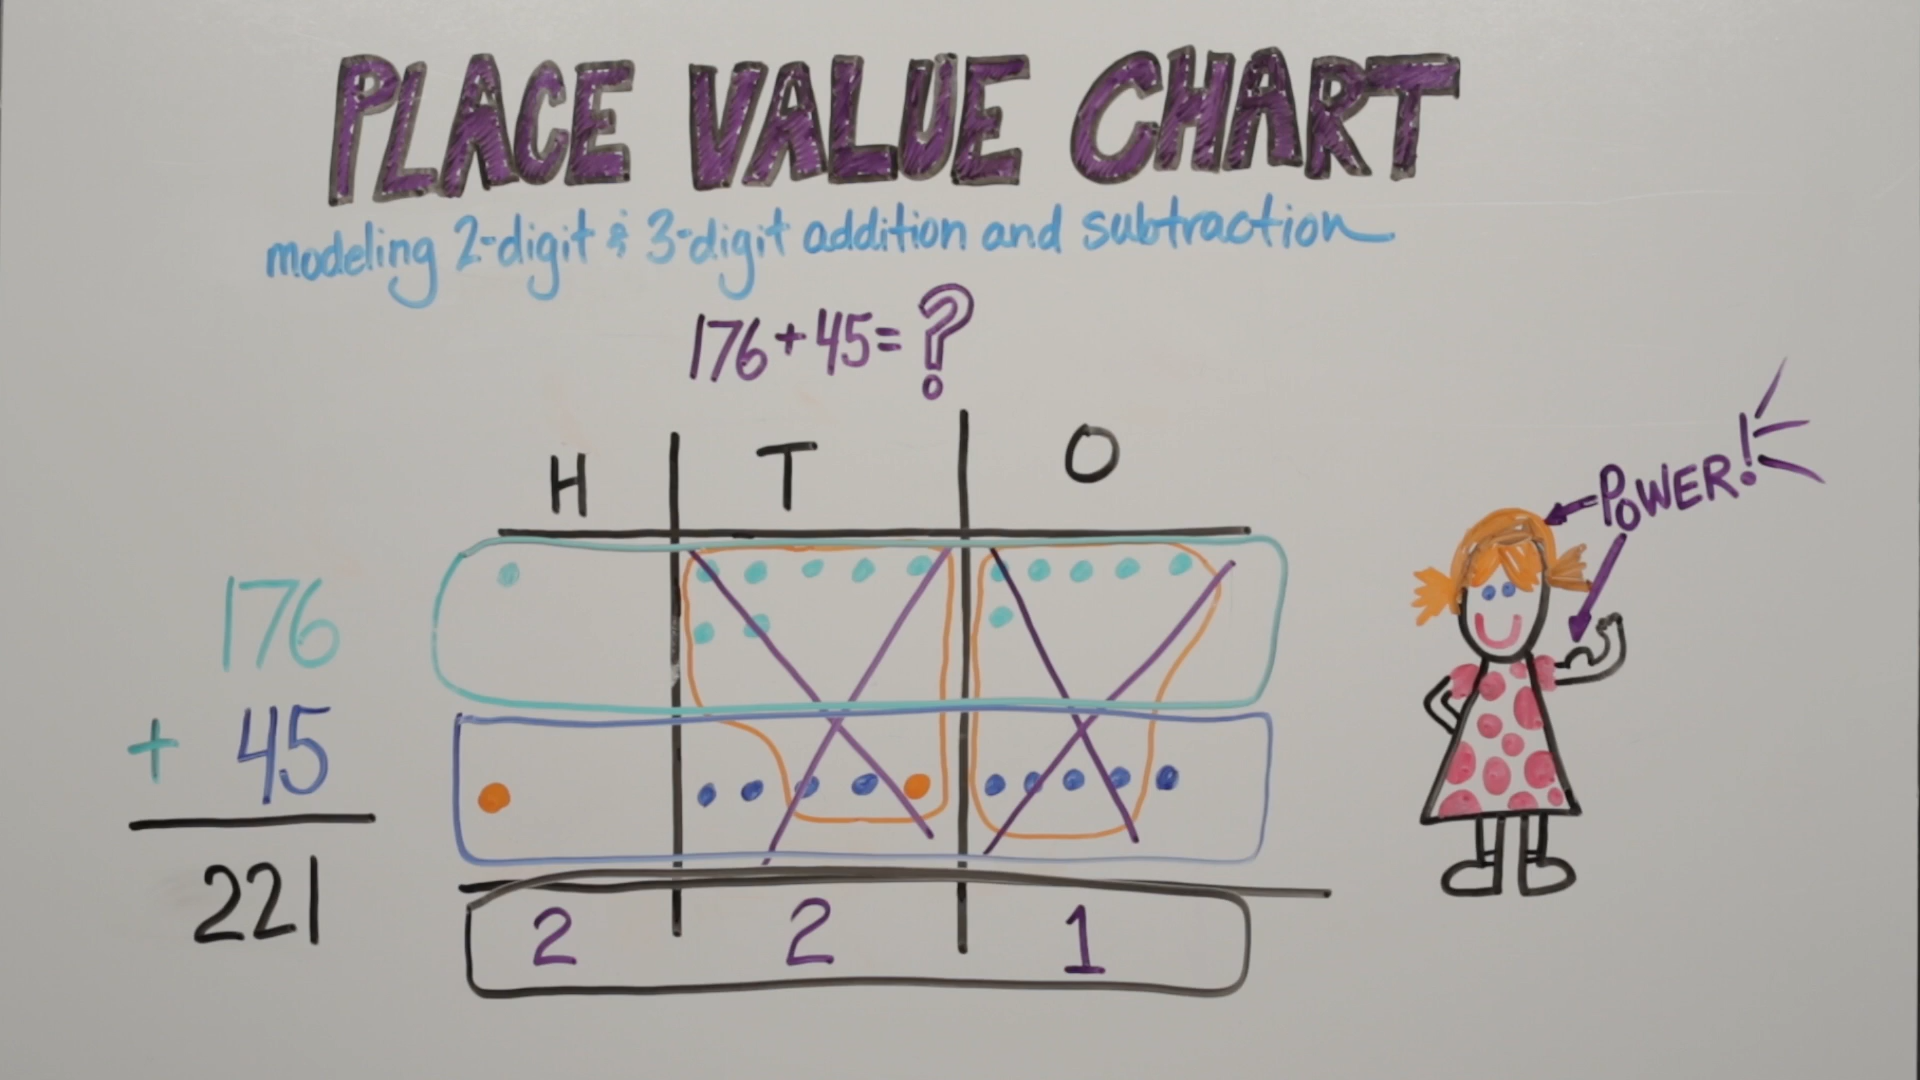 PLACE VALUE CHART
modeling 2-digit & 3-digit addition and subtraction
176+45=?
H T O
POWER!
176
+ 45
221
2 2 1